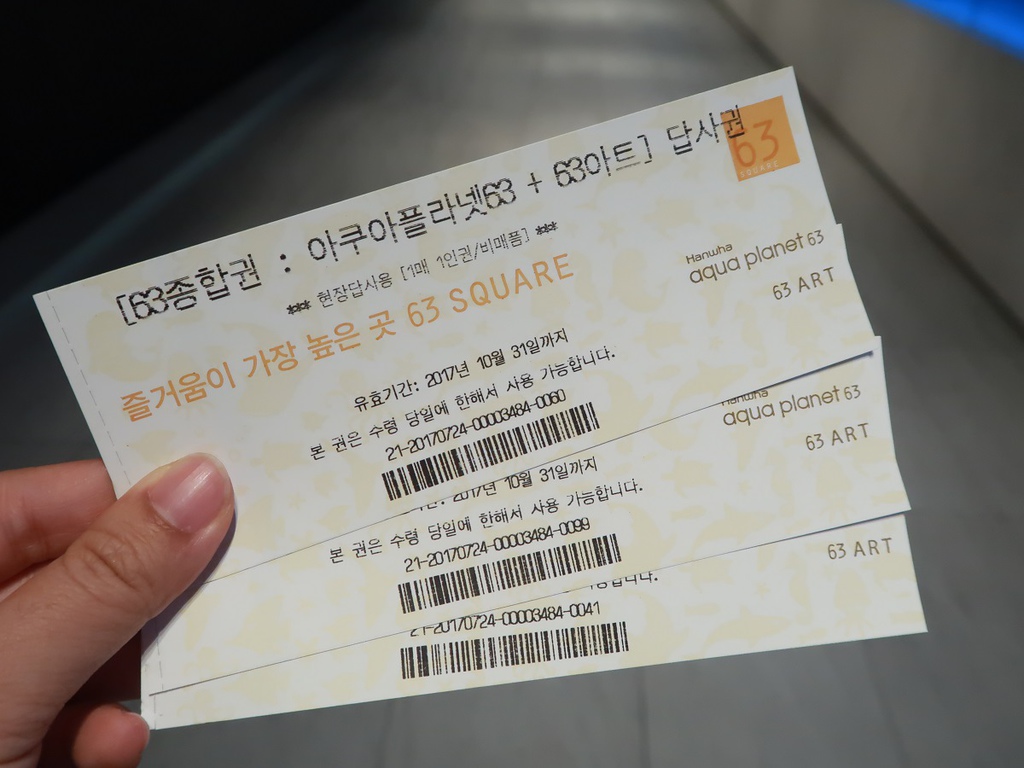 [63종합권 : 아쿠아플라넷63 + 63아트] 답사권
63
SQUARE
*** 현장답사용 [1매 1인권/비매품] ***
즐거움이 가장 높은 곳 63 SQUARE
Hanwha
aqua planet 63
63 ART
유효기간: 2017년 10월 31일까지
본 권은 수령 당일에 한해서 사용 가능합니다.
21-20170724-00003484-0060
Hanwha
aqua planet 63
63 ART
2017년 10월 31일까지
본 권은 수령 당일에 한해서 사용 가능합니다.
21-20170724-00003484-0099
63 ART
가능합니다.
21-20170724-00003484-0041